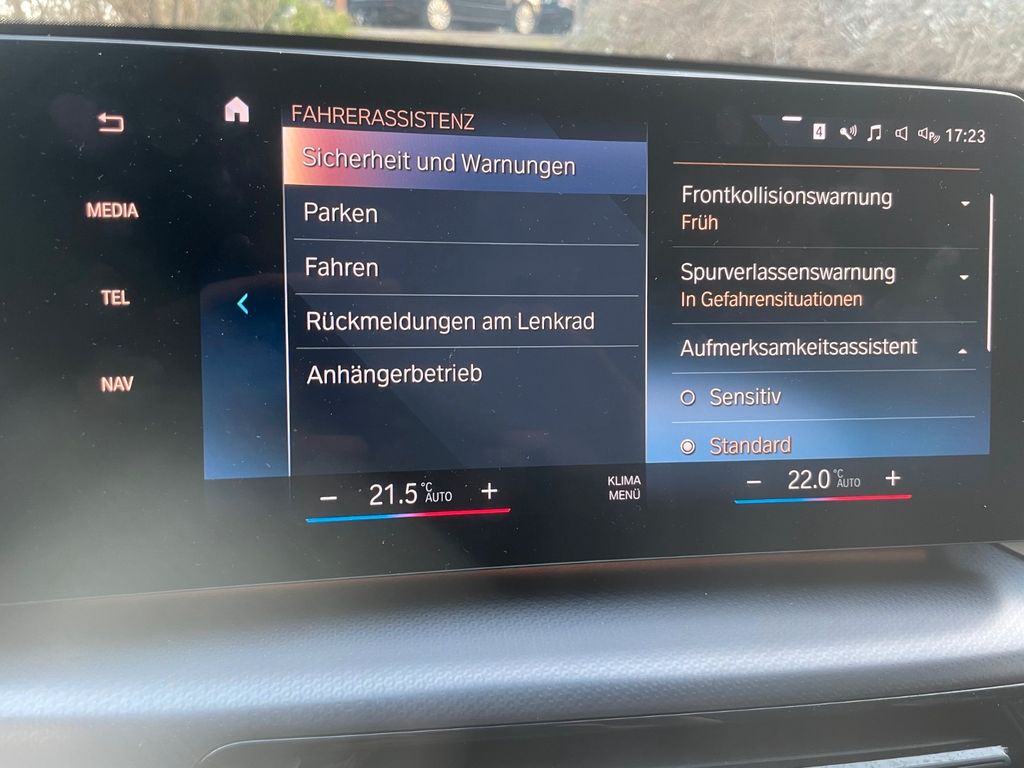 FAHRERASSISTENZ
4 17:23
MEDIA
TEL
NAV
Sicherheit und Warnungen
Parken
Fahren
Rückmeldungen am Lenkrad
Anhängerbetrieb
Frontkollisionswarnung
Früh
Spurverlassenswarnung
In Gefahrensituationen
Aufmerksamkeitsassistent
Sensitiv
Standard
− 21.5 °C AUTO +
KLIMA
MENÜ
− 22.0 °C AUTO +